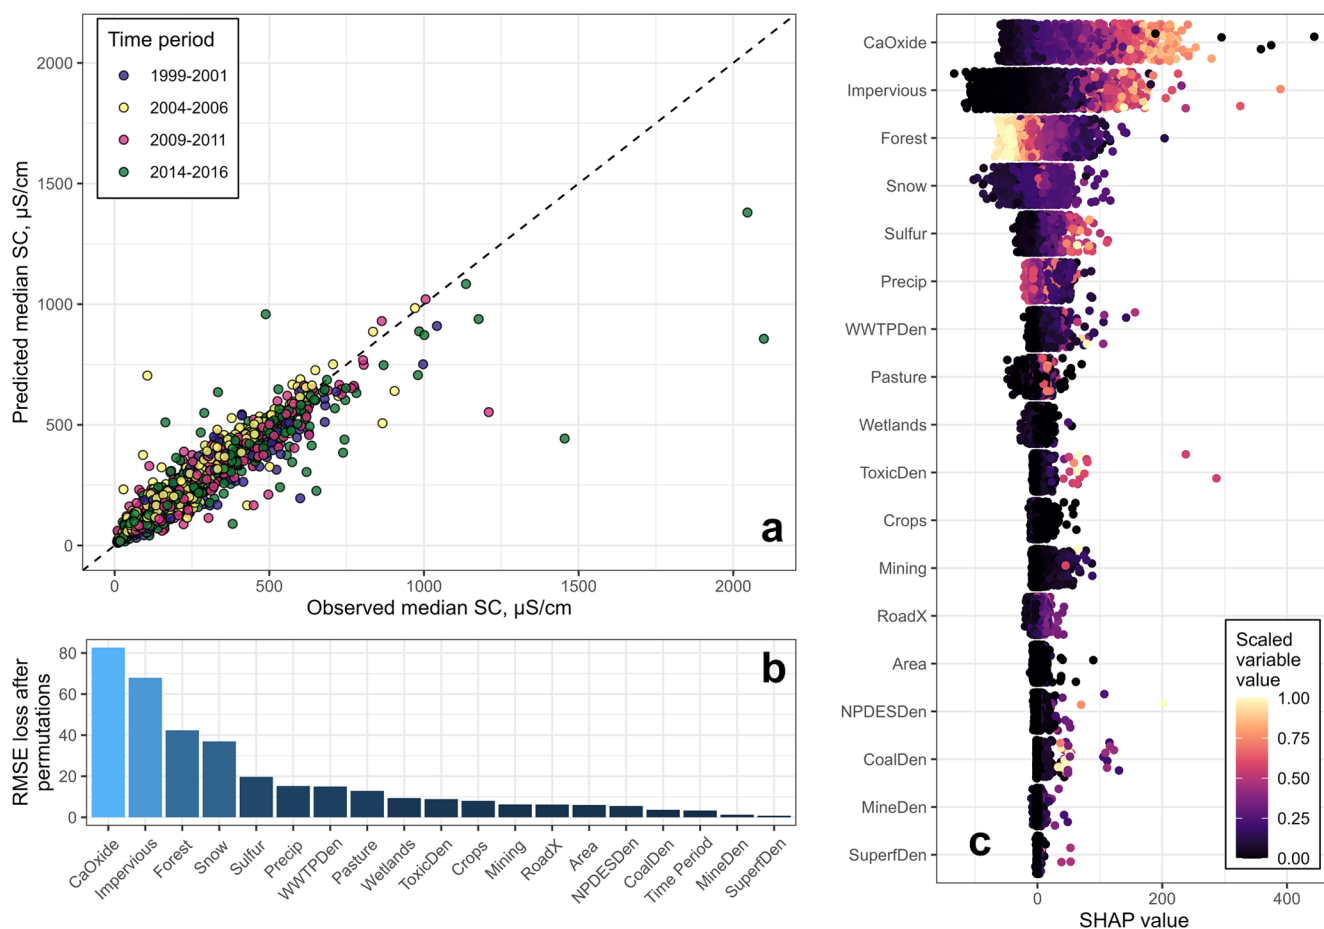 Time period
1999-2001
2004-2006
2009-2011
2014-2016
2000
1500
1000
500
0
Predicted median SC, µS/cm
0
500
1000
1500
2000
Observed median SC, µS/cm
a
80
60
40
20
0
RMSE loss after
permutations
b
CaOxide
Impervious
Forest
Snow
Sulfur
Precip
WWTPDen
Pasture
Wetlands
ToxicDen
Crops
Mining
RoadX
Area
NPDESDen
CoalDen
Time Period
MineDen
SuperfDen
CaOxide
Impervious
Forest
Snow
Sulfur
Precip
WWTPDen
Pasture
Wetlands
ToxicDen
Crops
Mining
RoadX
Area
NPDESDen
CoalDen
MineDen
SuperfDen
c
Scaled
variable
value
1.00
0.75
0.50
0.25
0.00
0
200
400
SHAP value